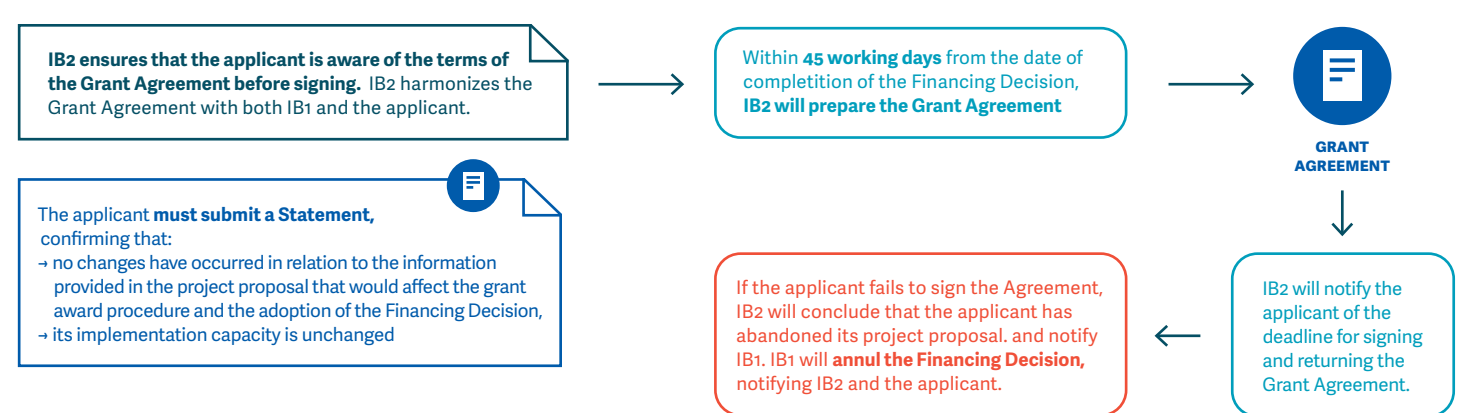 IB2 ensures that the applicant is aware of the terms of
the Grant Agreement before signing. IB2 harmonizes the
Grant Agreement with both IB1 and the applicant.
Within 45 working days from the date of
completition of the Financing Decision,
IB2 will prepare the Grant Agreement
GRANT
AGREEMENT
The applicant must submit a Statement,
confirming that:
→ no changes have occurred in relation to the information
provided in the project proposal that would affect the grant
award procedure and the adoption of the Financing Decision,
→ its implementation capacity is unchanged
IB2 will notify the
applicant of the
deadline for signing
and returning the
Grant Agreement.
If the applicant fails to sign the Agreement,
IB2 will conclude that the applicant has
abandoned its project proposal. and notify
IB1. IB1 will annul the Financing Decision,
notifying IB2 and the applicant.